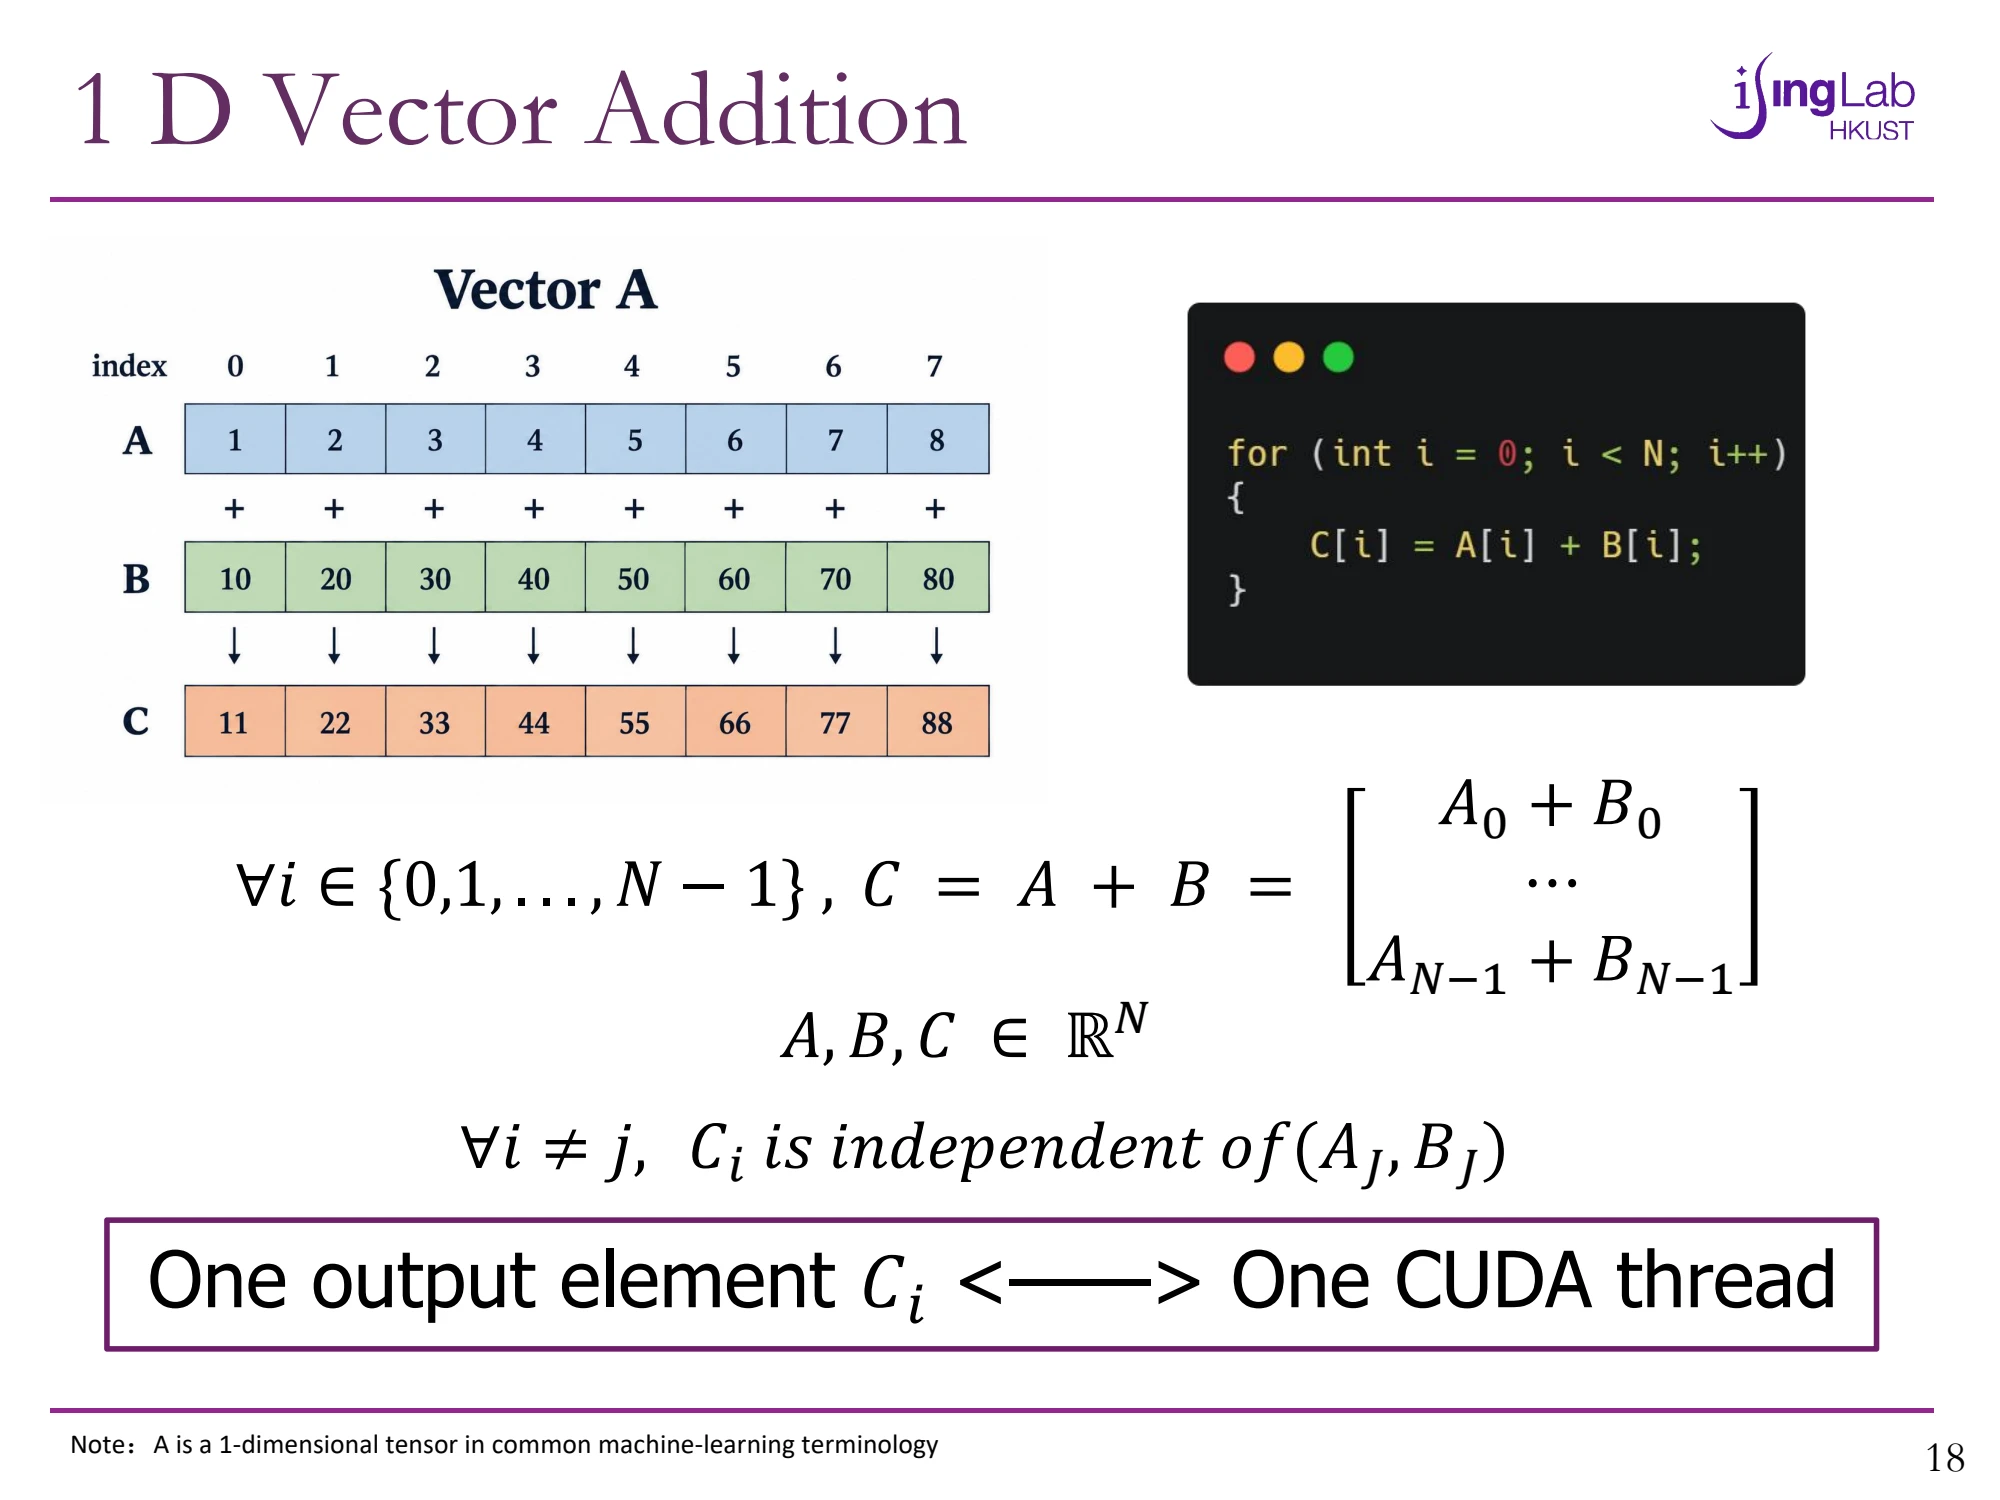 1 D Vector Addition
isingLab
HKUST
Vector A
index 0 1 2 3 4 5 6 7
A 1 2 3 4 5 6 7 8
+ + + + + + + +
B 10 20 30 40 50 60 70 80
↓ ↓ ↓ ↓ ↓ ↓ ↓ ↓
C 11 22 33 44 55 66 77 88
for (int i = 0; i < N; i++)
{
    C[i] = A[i] + B[i];
}
∀i ∈ {0,1, . . . , N − 1} , C = A + B = [A₀ + B₀
⋯
A_{N−1} + B_{N−1}]
A, B, C ∈ ℝᴺ
∀i ≠ j, C_i is independent of(A_J, B_J)
One output element C_i <——> One CUDA thread
Note：A is a 1-dimensional tensor in common machine-learning terminology
18